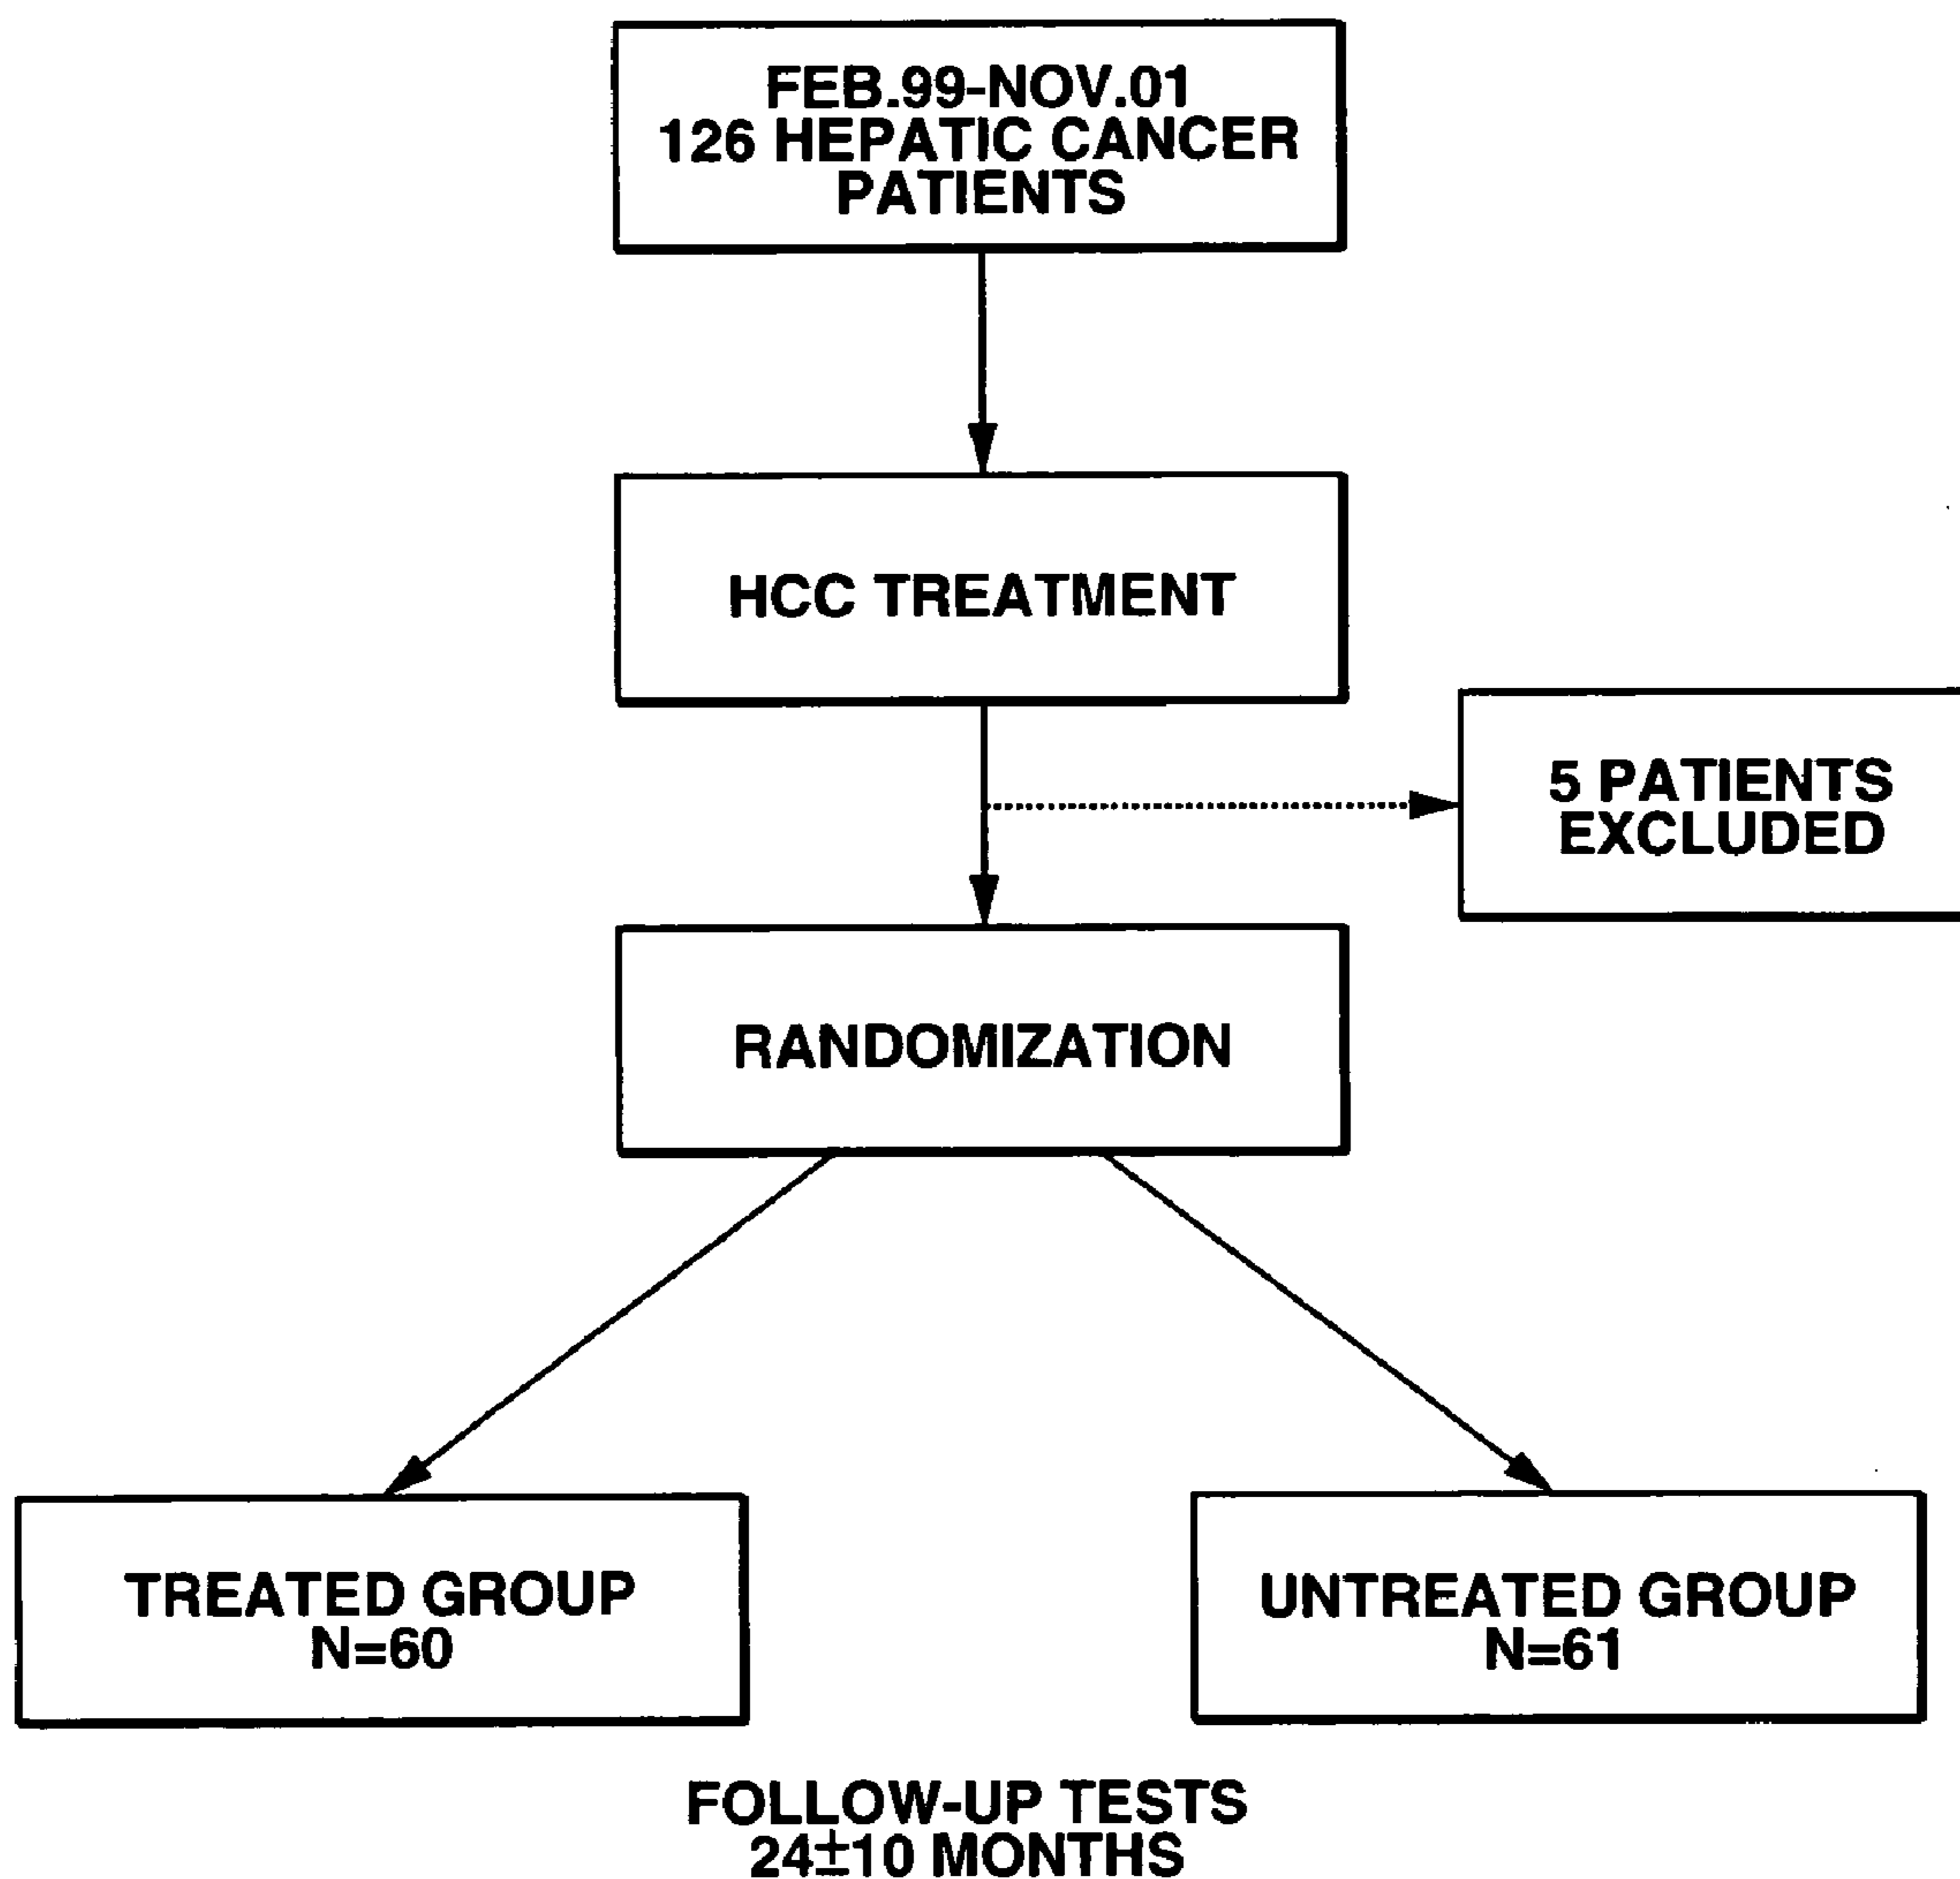 FEB.99-NOV.01
126 HEPATIC CANCER
PATIENTS
HCC TREATMENT
5 PATIENTS
EXCLUDED
RANDOMIZATION
TREATED GROUP
N=60
UNTREATED GROUP
N=61
FOLLOW-UP TESTS
24±10 MONTHS